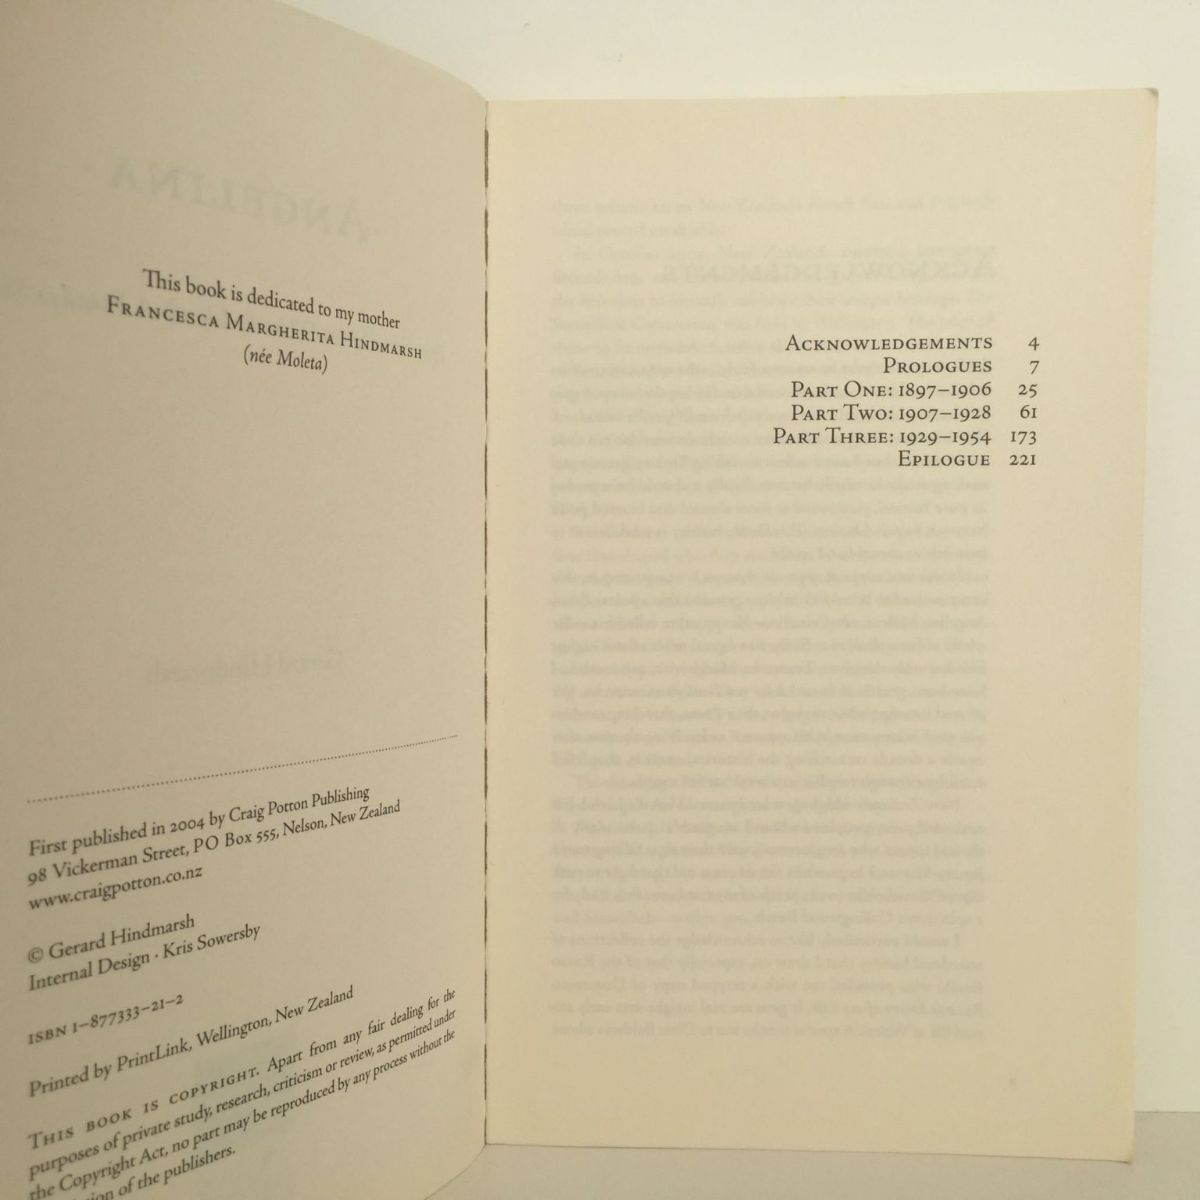 This book is dedicated to my mother
Francesca Margherita Hindmarsh
(née Moleta)
First published in 2004 by Craig Potton Publishing
98 Vickerman Street, PO Box 555, Nelson, New Zealand
www.craigpotton.co.nz
© Gerard Hindmarsh
Internal Design · Kris Sowersby
ISBN 1–877333–21–2
Printed by PrintLink, Wellington, New Zealand
This book is copyright. Apart from any fair dealing for the
purposes of private study, research, criticism or review, as permitted under
the Copyright Act, no part may be reproduced by any process without the
of the publishers.
Acknowledgements 4
Prologues 7
Part One: 1897–1906 25
Part Two: 1907–1928 61
Part Three: 1929–1954 173
Epilogue 221